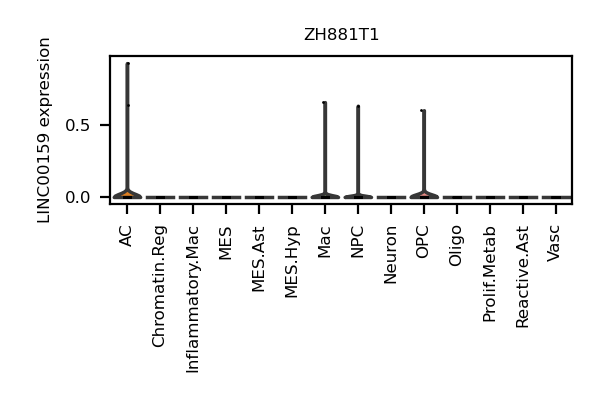 ZH881T1
LINC00159 expression
0.5
0.0
AC
Chromatin.Reg
Inflammatory.Mac
MES
MES.Ast
MES.Hyp
Mac
NPC
Neuron
OPC
Oligo
Prolif.Metab
Reactive.Ast
Vasc